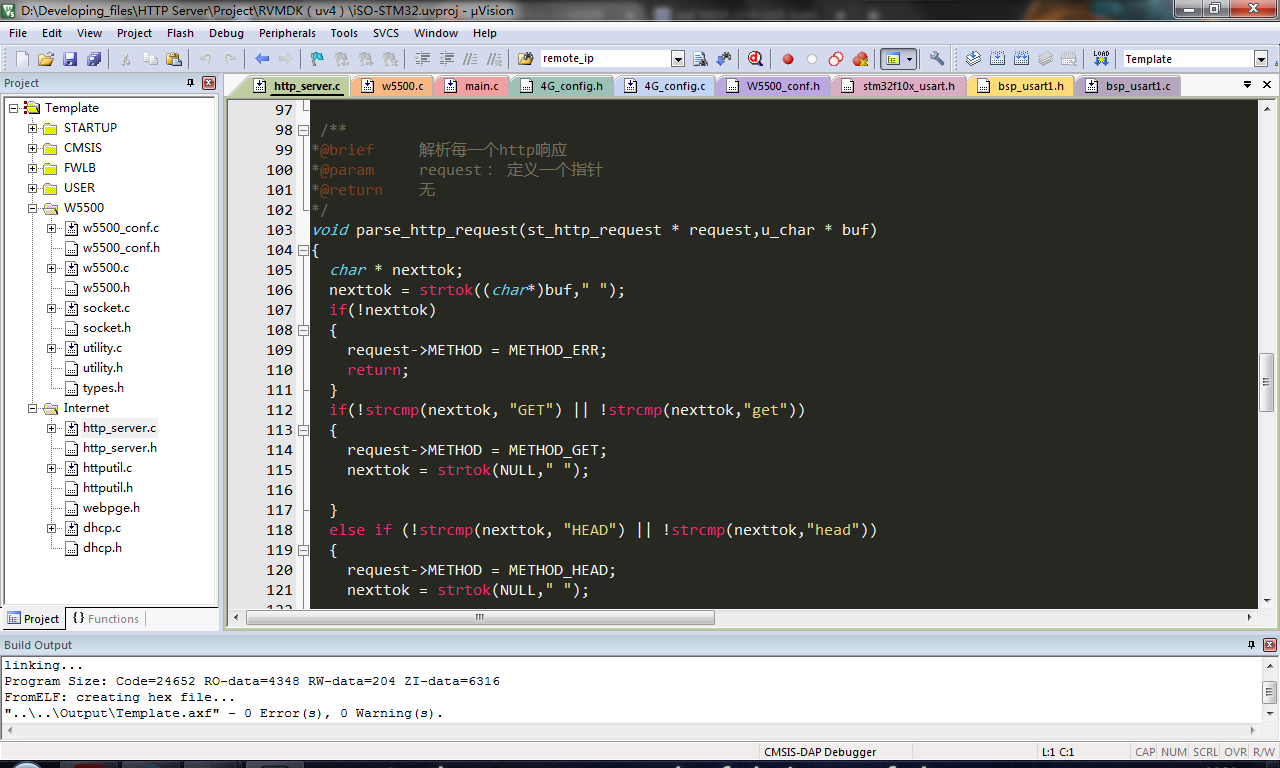 D:\Developing_files\HTTP Server\Project\RVMDK ( uv4 ) \iSO-STM32.uvproj - µVision
File Edit View Project Flash Debug Peripherals Tools SVCS Window Help
remote_ip
LOAD
Template
Project
http_server.c w5500.c main.c 4G_config.h 4G_config.c W5500_conf.h stm32f10x_usart.h bsp_usart1.h bsp_usart1.c
Template
STARTUP
CMSIS
FWLB
USER
W5500
w5500_conf.c
w5500_conf.h
w5500.c
w5500.h
socket.c
socket.h
utility.c
utility.h
types.h
Internet
http_server.c
http_server.h
httputil.c
httputil.h
webpge.h
dhcp.c
dhcp.h
Project {} Functions
97
98 /**
99 *@brief 解析每一个http响应
100 *@param request： 定义一个指针
101 *@return 无
102 */
103 void parse_http_request(st_http_request * request,u_char * buf)
104 {
105 char * nexttok;
106 nexttok = strtok((char*)buf," ");
107 if(!nexttok)
108 {
109 request->METHOD = METHOD_ERR;
110 return;
111 }
112 if(!strcmp(nexttok, "GET") || !strcmp(nexttok,"get"))
113 {
114 request->METHOD = METHOD_GET;
115 nexttok = strtok(NULL," ");
116
117 }
118 else if (!strcmp(nexttok, "HEAD") || !strcmp(nexttok,"head"))
119 {
120 request->METHOD = METHOD_HEAD;
121 nexttok = strtok(NULL," ");
Build Output
linking...
Program Size: Code=24652 RO-data=4348 RW-data=204 ZI-data=6316
FromELF: creating hex file...
"..\..\Output\Template.axf" - 0 Error(s), 0 Warning(s).
CMSIS-DAP Debugger L:1 C:1 CAP NUM SCRL OVR R/W